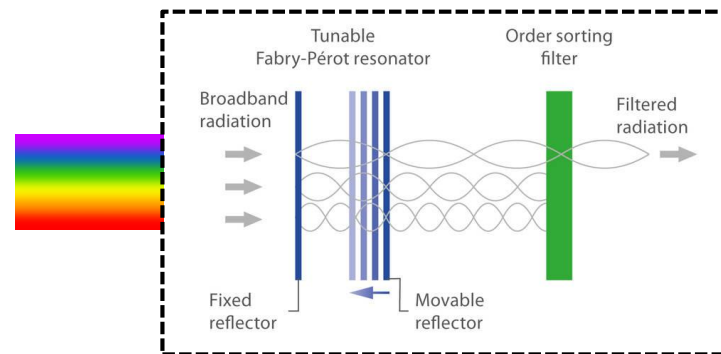 Tunable
Fabry-Pérot resonator
Order sorting
filter
Broadband
radiation
Filtered
radiation
Fixed
reflector
Movable
reflector